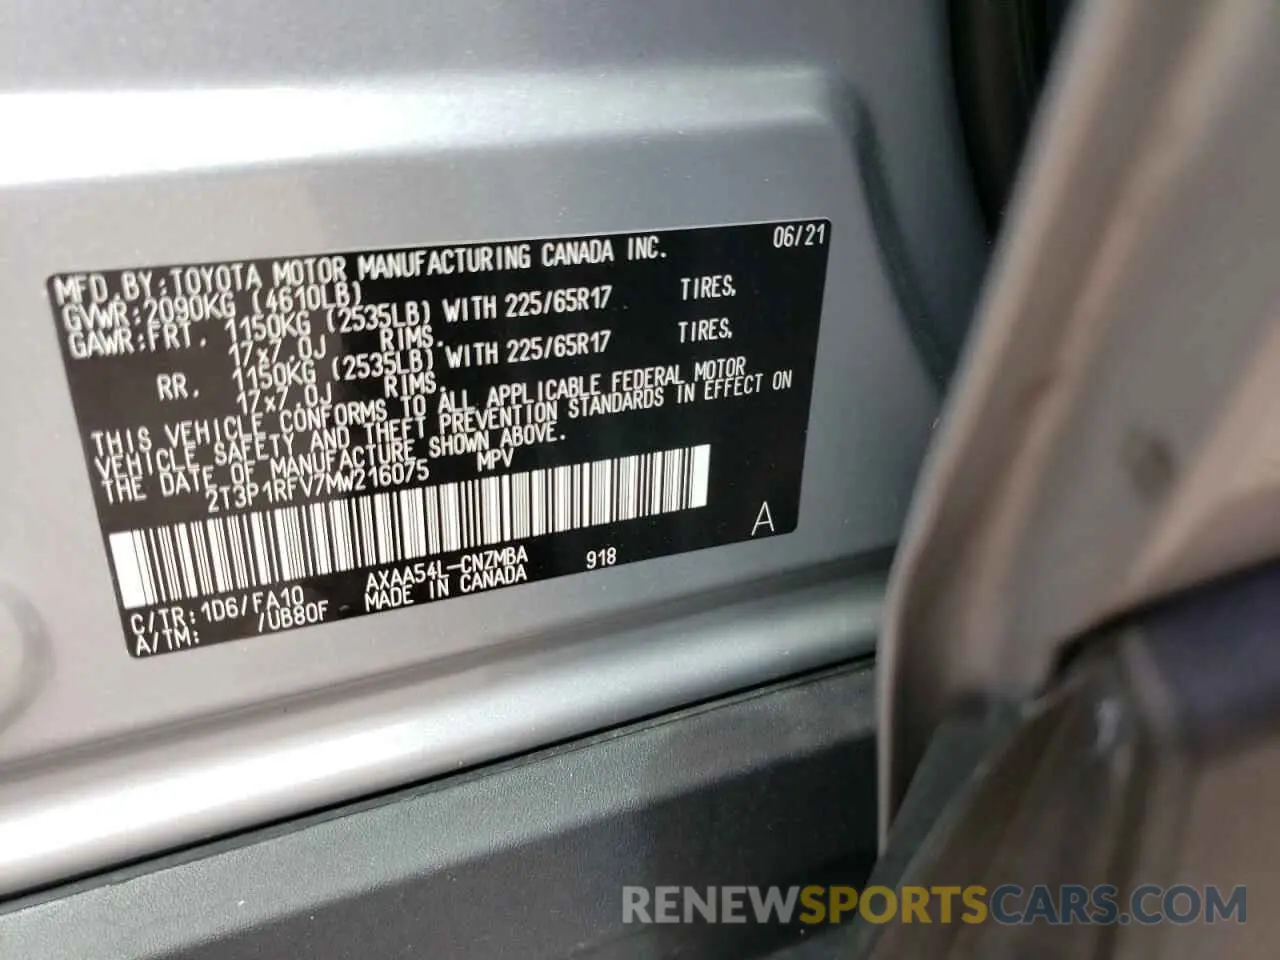 MFD. BY: TOYOTA MOTOR MANUFACTURING CANADA INC. 06/21
GVWR: 2090KG (4610LB)
GAWR: FRT. 1150KG (2535LB) WITH 225/65R17 TIRES,
17x7.0J RIMS.
RR. 1150KG (2535LB) WITH 225/65R17 TIRES,
17x7.0J RIMS.
THIS VEHICLE CONFORMS TO ALL APPLICABLE FEDERAL MOTOR
VEHICLE SAFETY AND THEFT PREVENTION STANDARDS IN EFFECT ON
THE DATE OF MANUFACTURE SHOWN ABOVE.
2T3P1RFV7MW216075 MPV
A
C/TR: 1D6/FA10 AXAA54L-CNZMBA 918
A/TM: /UB80F MADE IN CANADA
RENEWSPORTSCARS.COM